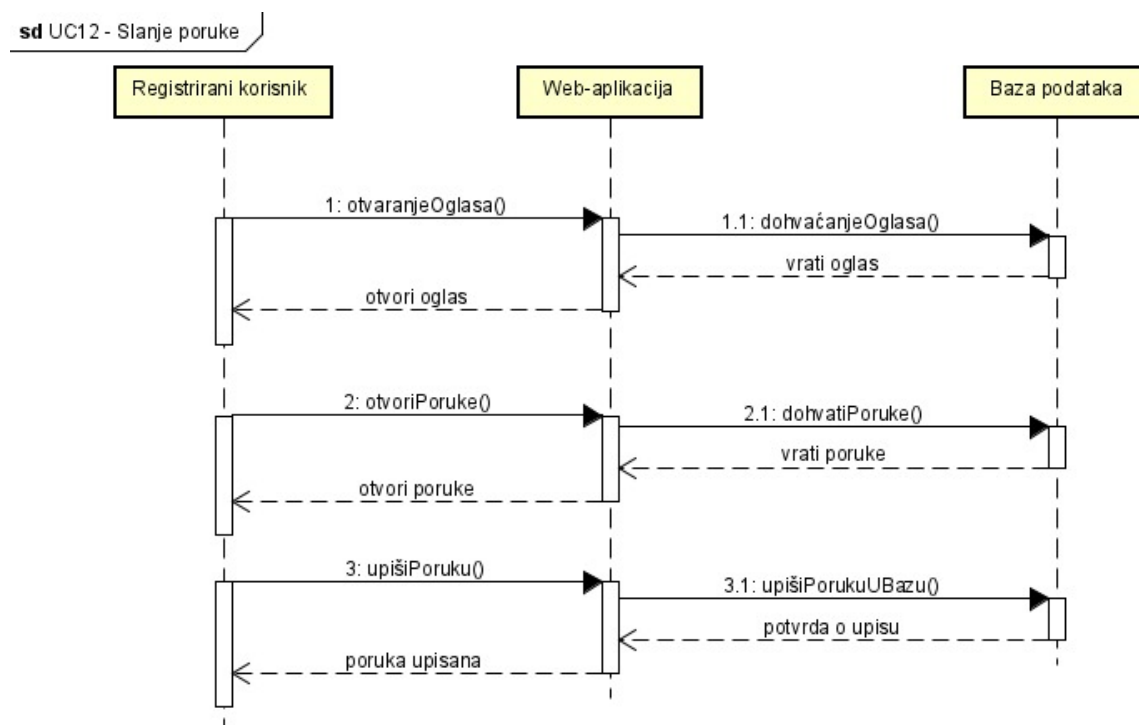 sd UC12 - Slanje poruke
Registrirani korisnik
Web-aplikacija
Baza podataka
1: otvaranjeOglasa()
1.1: dohvaćanjeOglasa()
vrati oglas
otvori oglas
2: otvoriPoruke()
2.1: dohvatiPoruke()
vrati poruke
otvori poruke
3: upišiPoruku()
3.1: upišiPorukuUBazu()
potvrda o upisu
poruka upisana